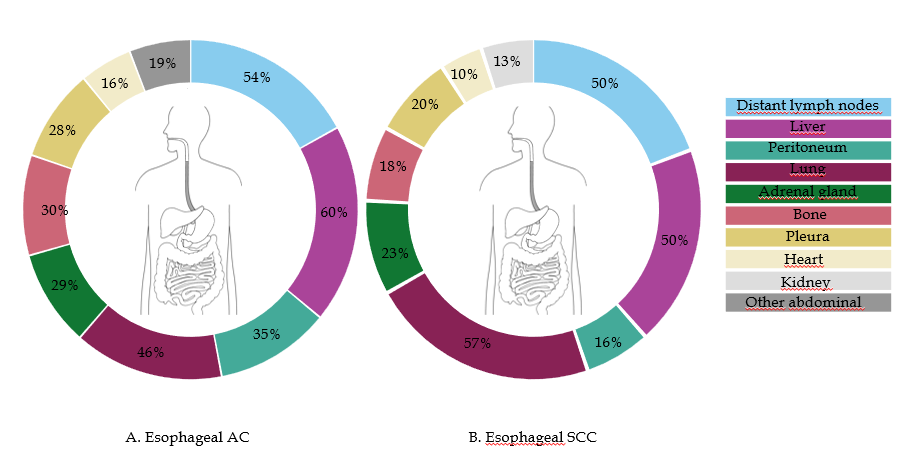 19%
54%
16%
28%
60%
30%
29%
35%
46%
A. Esophageal AC
13%
50%
10%
20%
18%
50%
23%
16%
57%
B. Esophageal SCC
Distant lymph nodes
Liver
Peritoneum
Lung
Adrenal gland
Bone
Pleura
Heart
Kidney
Other abdominal